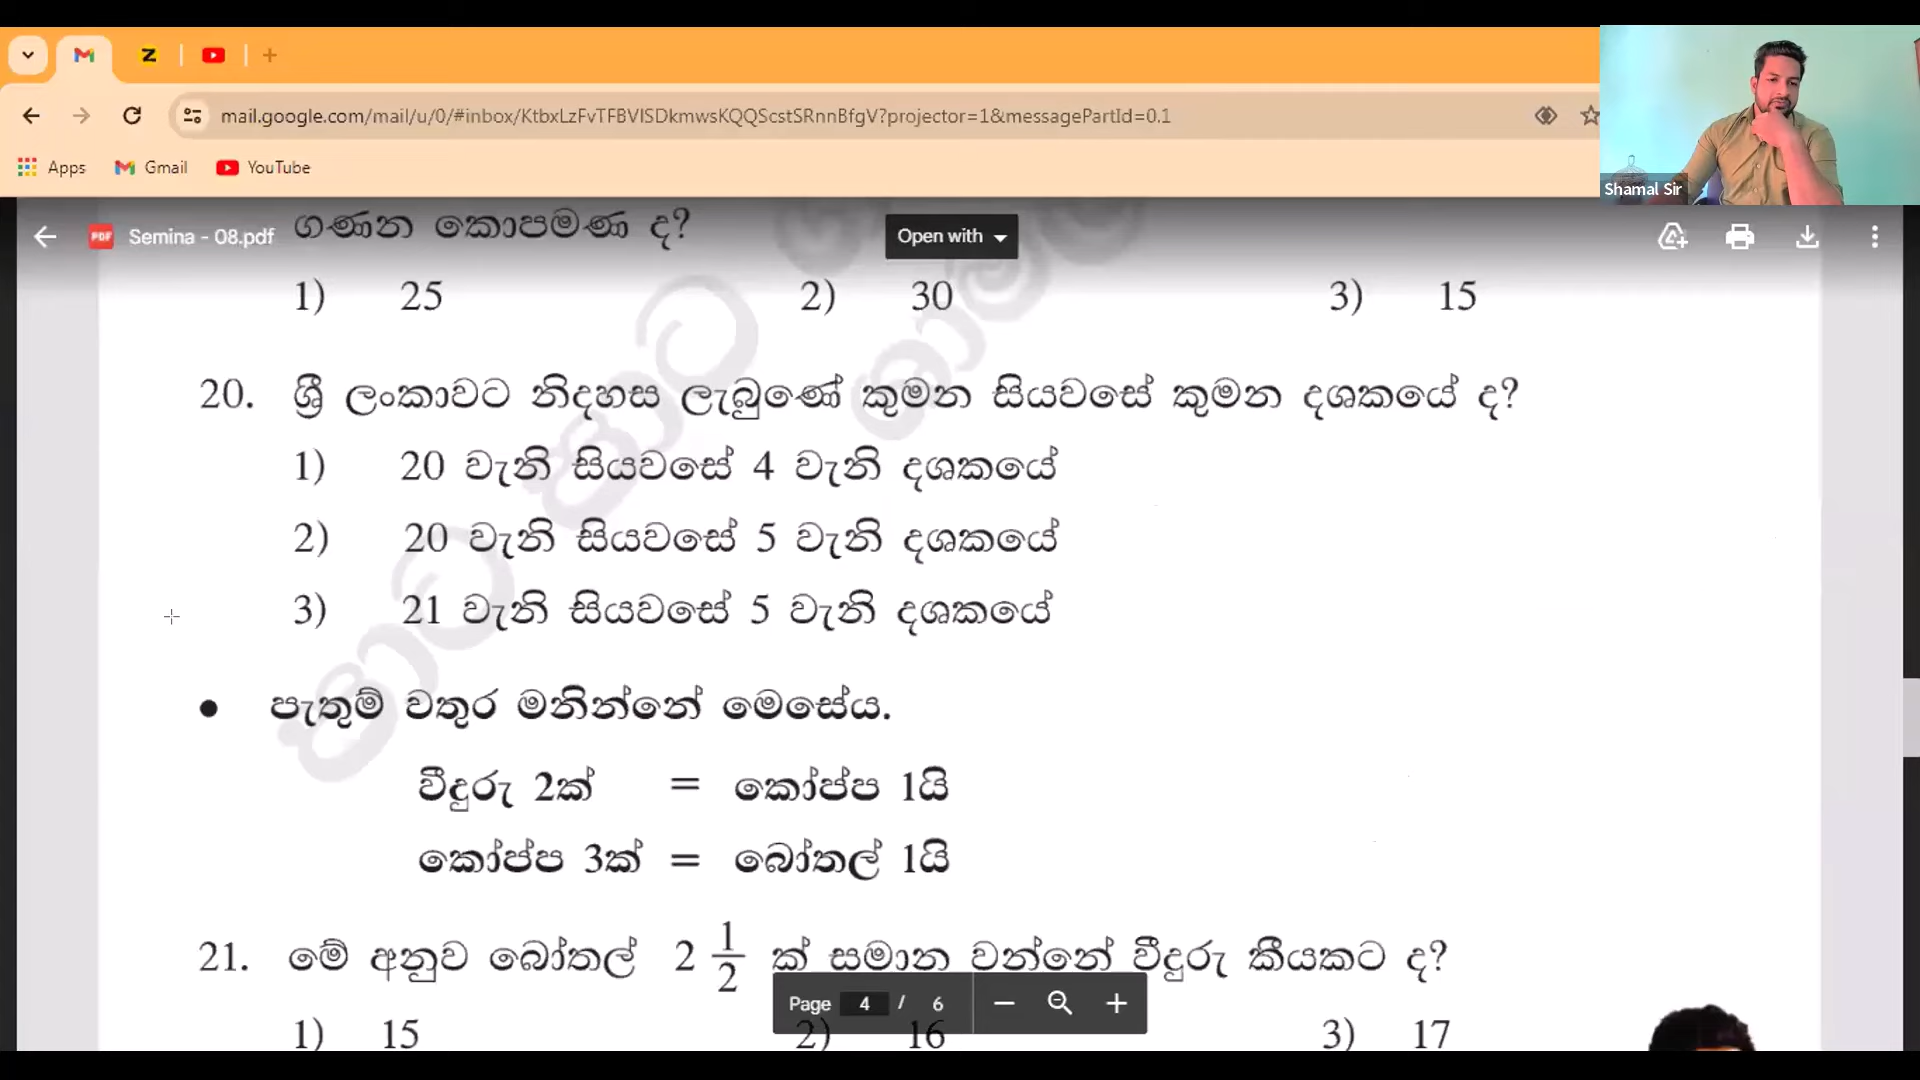 mail.google.com/mail/u/0/#inbox/KtbxLzFvTFBVlSDkmwsKQQScstSRnnBfgV?projector=1&messagePartId=0.1
Apps Gmail YouTube
Shamal Sir
PDF Semina - 08.pdf Open with
ගණන කොපමණ ද?
1) 25 2) 30 3) 15
20. ශ්‍රී ලංකාවට නිදහස ලැබුණේ කුමන සියවසේ කුමන දශකයේ ද?
1) 20 වැනි සියවසේ 4 වැනි දශකයේ
2) 20 වැනි සියවසේ 5 වැනි දශකයේ
3) 21 වැනි සියවසේ 5 වැනි දශකයේ
• පැතුම් වතුර මනින්නේ මෙසේය.
වීදුරු 2ක් = කෝප්ප 1යි
කෝප්ප 3ක් = බෝතල් 1යි
21. මේ අනුව බෝතල් 2 1/2 ක් සමාන වන්නේ වීදුරු කීයකට ද?
Page 4 / 6
1) 15 2) 16 3) 17